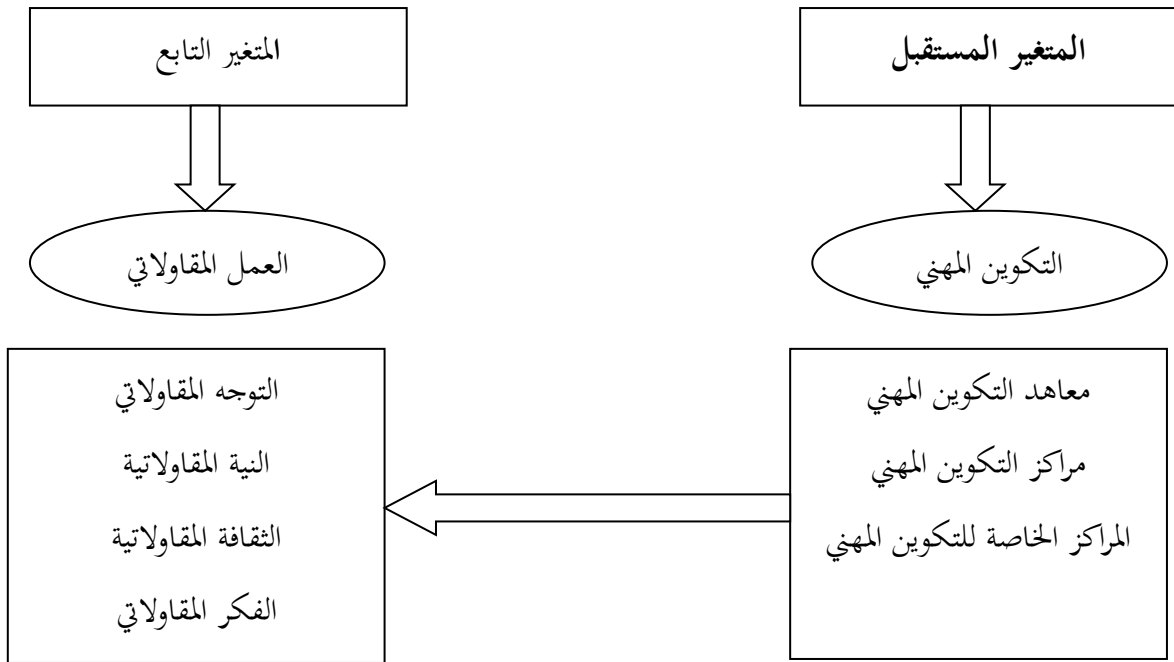 المتغير المستقبل
المتغير التابع
التكوين المهني
العمل المقاولاتي
معاهد التكوين المهني
مراكز التكوين المهني
المراكز الخاصة للتكوين المهني
التوجه المقاولاتي
النية المقاولاتية
الثقافة المقاولاتية
الفكر المقاولاتي